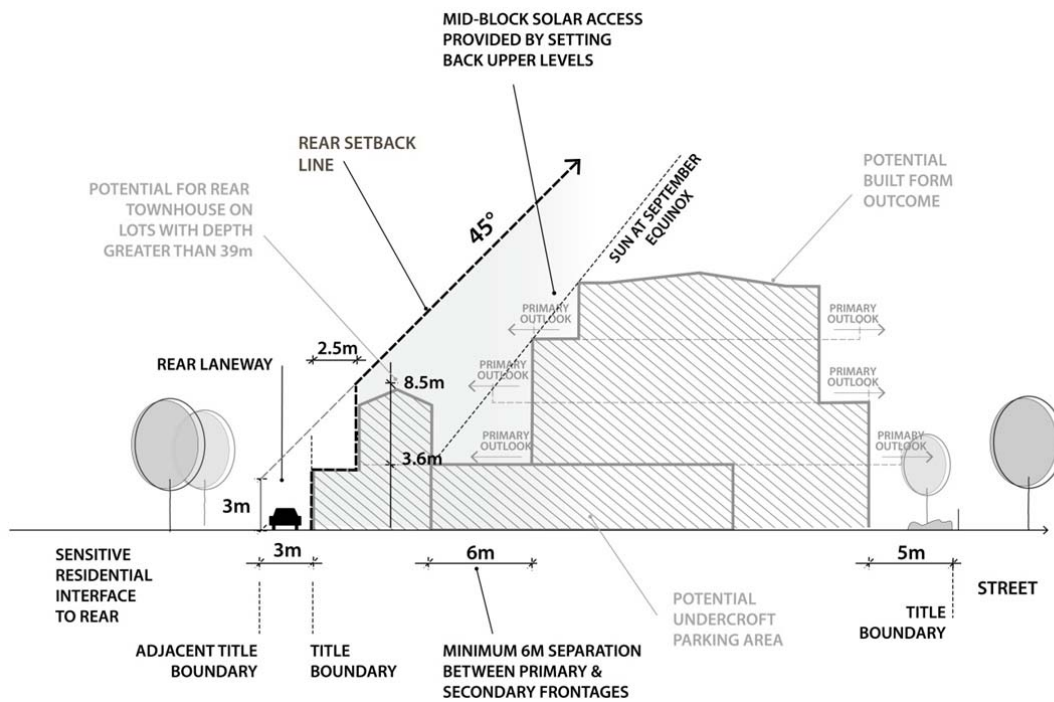 MID-BLOCK SOLAR ACCESS
PROVIDED BY SETTING
BACK UPPER LEVELS
REAR SETBACK
LINE
POTENTIAL FOR REAR
TOWNHOUSE ON
LOTS WITH DEPTH
GREATER THAN 39m
45°
SUN AT SEPTEMBER
EQUINOX
POTENTIAL
BUILT FORM
OUTCOME
PRIMARY
OUTLOOK
PRIMARY
OUTLOOK
2.5m
REAR LANEWAY
8.5m
PRIMARY
OUTLOOK
PRIMARY
OUTLOOK
3.6m
PRIMARY
OUTLOOK
PRIMARY
OUTLOOK
3m
3m
6m
5m
SENSITIVE
RESIDENTIAL
INTERFACE
TO REAR
STREET
ADJACENT TITLE
BOUNDARY
TITLE
BOUNDARY
MINIMUM 6M SEPARATION
BETWEEN PRIMARY &
SECONDARY FRONTAGES
POTENTIAL
UNDERCROFT
PARKING AREA
TITLE
BOUNDARY